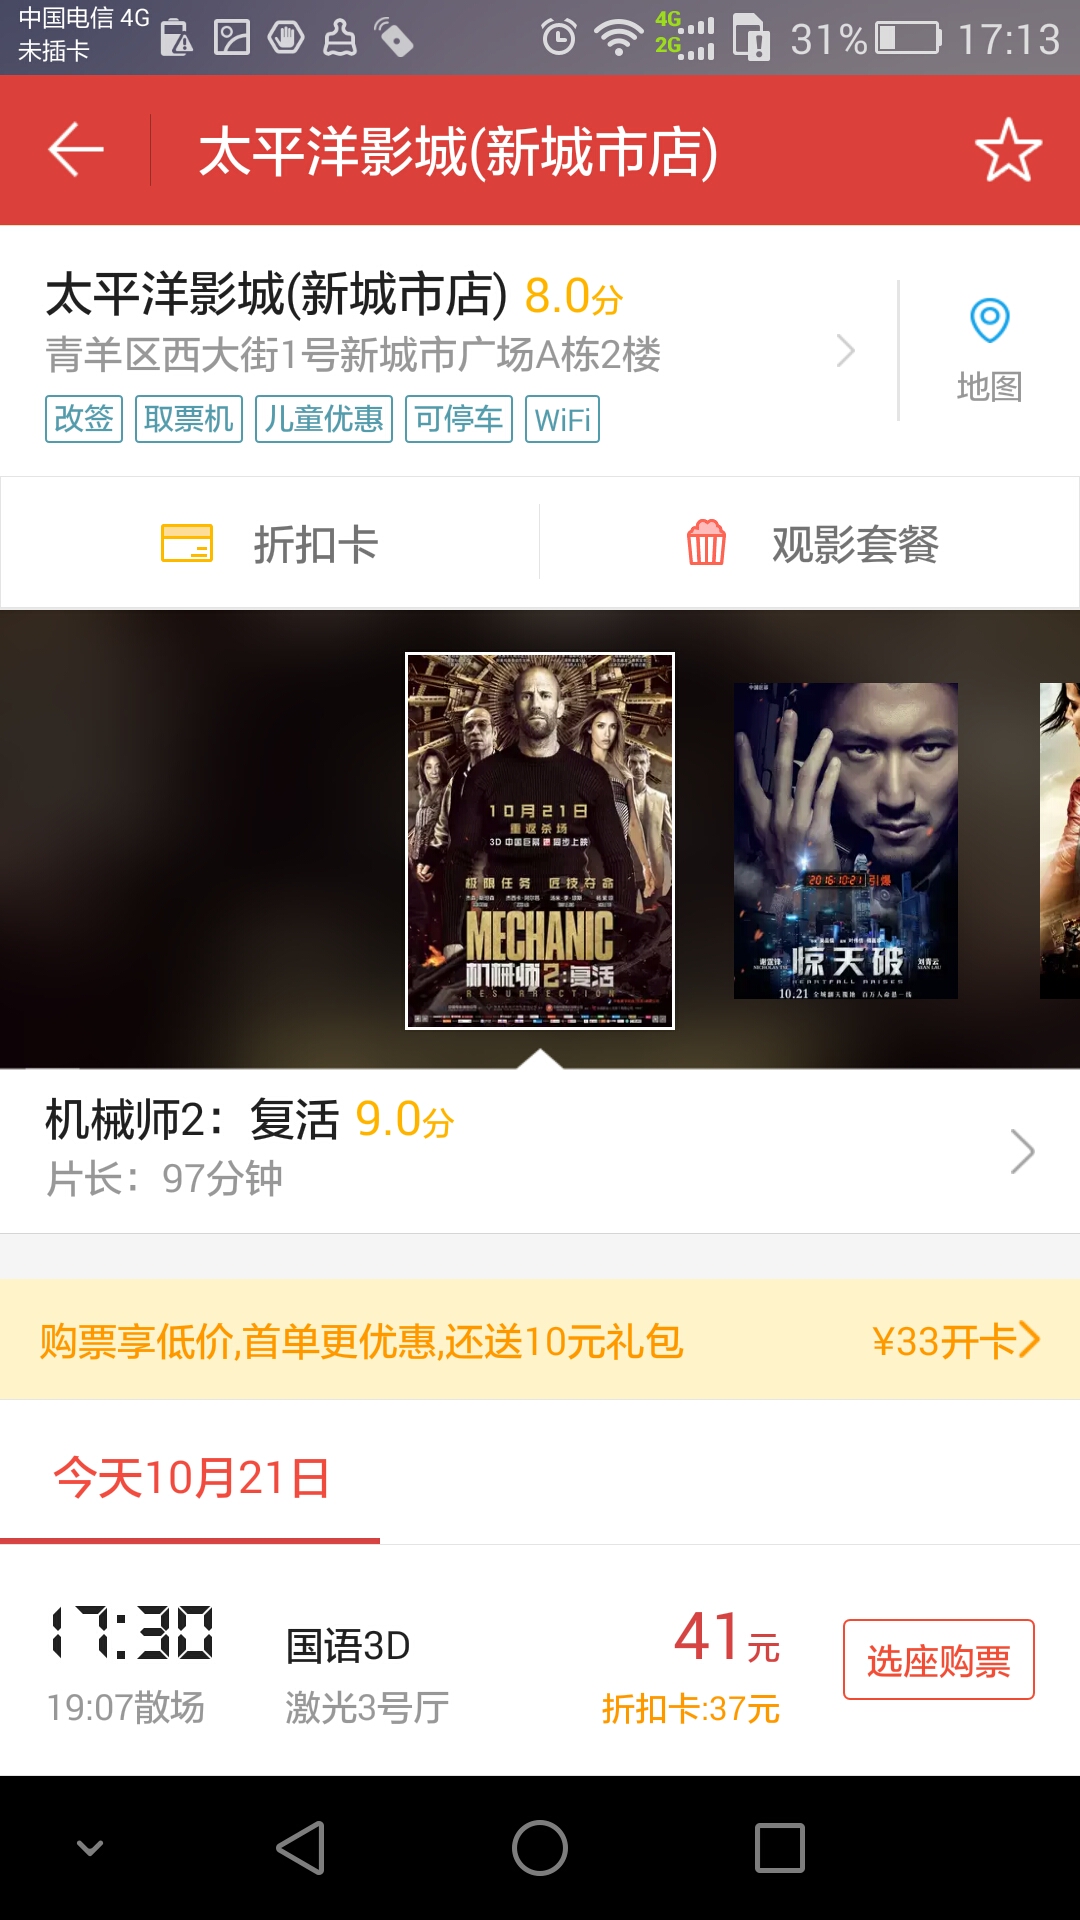 中国电信 4G
未插卡
4G
2G
31%
17:13
太平洋影城(新城市店)
太平洋影城(新城市店) 8.0分
青羊区西大街1号新城市广场A栋2楼
地图
改签 取票机 儿童优惠 可停车 WiFi
折扣卡 观影套餐
10月21日
重返杀场
3D 中国巨幕 同步上映
极限任务 匠技夺命
MECHANIC
机械师2:复活
RESURRECTION
2016:10:21 引爆
谢霆锋
NICHOLAS TSE
惊天破
刘青云
SEAN LAU
HEARTFALL ARISES
10.21
机械师2：复活 9.0分
片长：97分钟
购票享低价,首单更优惠,还送10元礼包 ¥33开卡
今天10月21日
17:30 国语3D 41元 选座购票
19:07散场 激光3号厅 折扣卡:37元